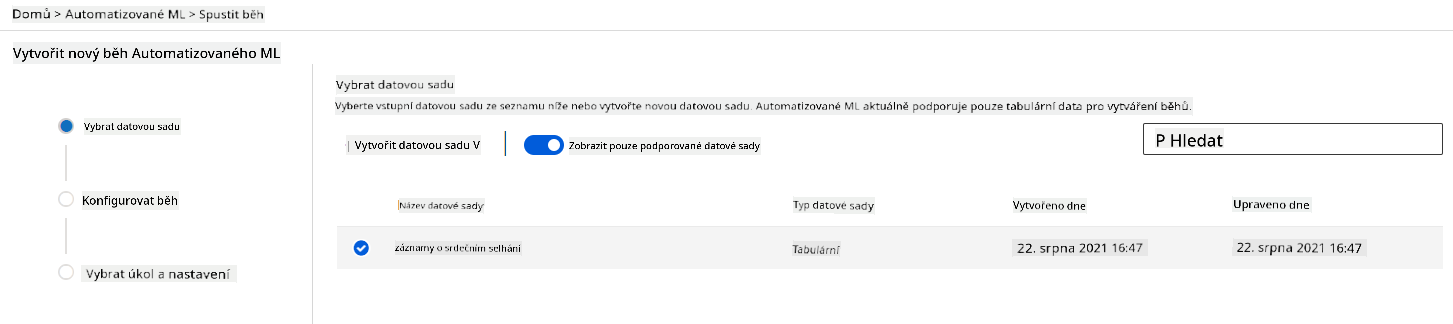 Domů > Automatizované ML > Spustit běh
Vytvořit nový běh Automatizovaného ML
Vybrat datovou sadu
Konfigurovat běh
Vybrat úkol a nastavení
Vybrat datovou sadu
Vyberte vstupní datovou sadu ze seznamu níže nebo vytvořte novou datovou sadu. Automatizované ML aktuálně podporuje pouze tabulární data pro vytváření běhů.
Vytvořit datovou sadu V Zobrazit pouze podporované datové sady P Hledat
Název datové sady Typ datové sady Vytvořeno dne Upraveno dne
záznamy o srdečním selhání Tabulární 22. srpna 2021 16:47 22. srpna 2021 16:47